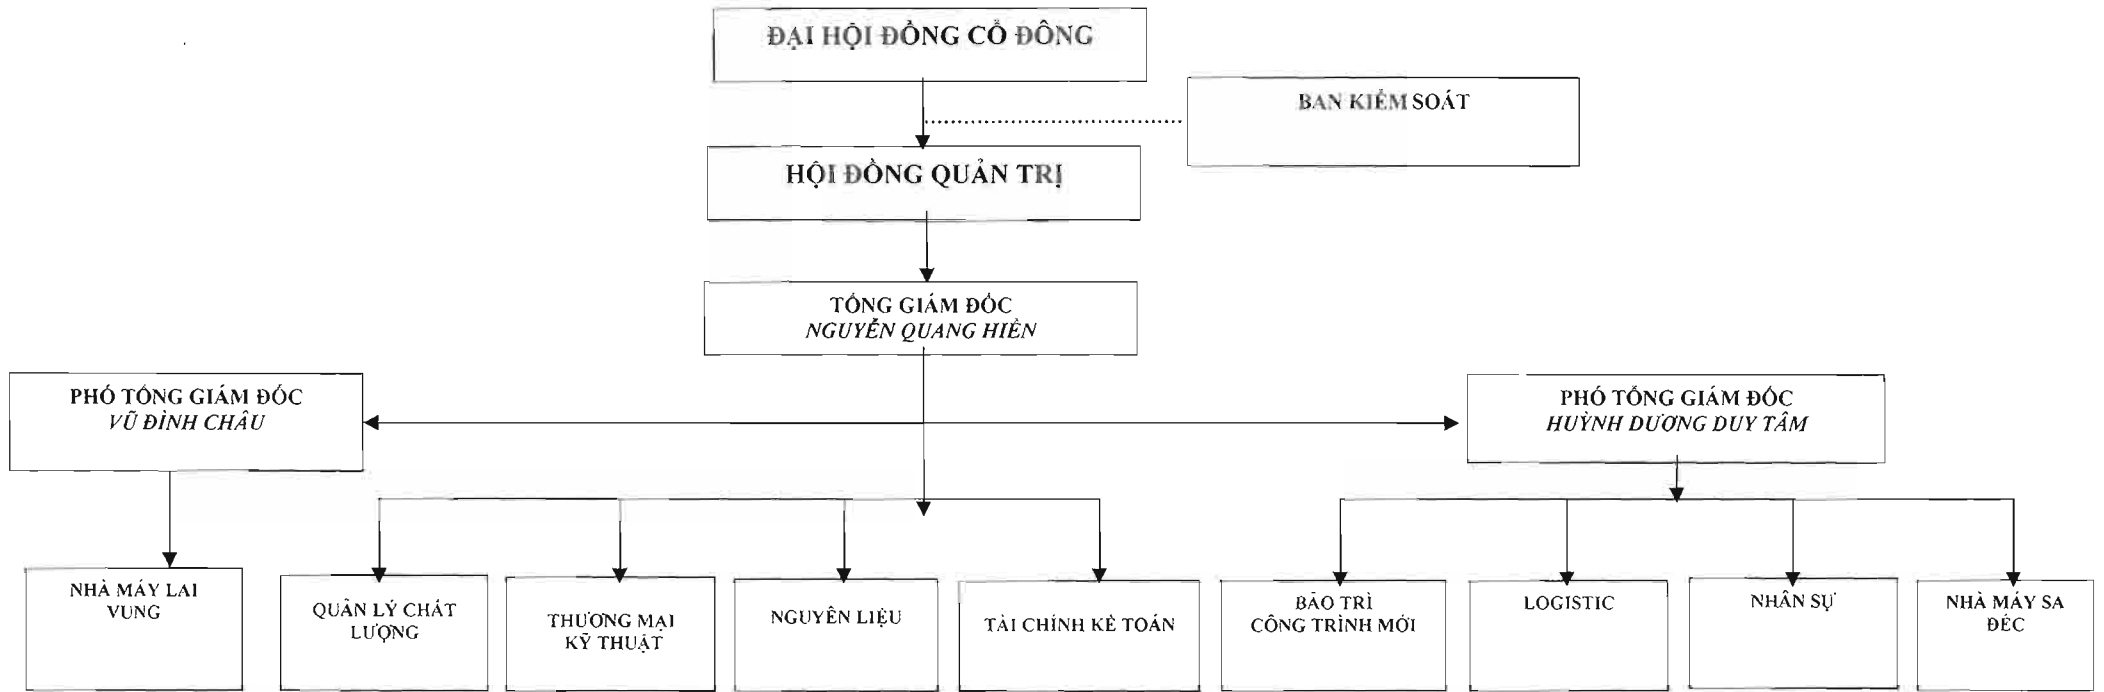 ĐẠI HỘI ĐỒNG CỔ ĐÔNG
BAN KIỂM SOÁT
HỘI ĐỒNG QUẢN TRỊ
TỔNG GIÁM ĐỐC
NGUYỄN QUANG HIỀN
PHÓ TỔNG GIÁM ĐỐC
VŨ ĐÌNH CHÂU
PHÓ TỔNG GIÁM ĐỐC
HUỲNH DƯƠNG DUY TÂM
NHÀ MÁY LAI
VUNG
QUẢN LÝ CHẤT
LƯỢNG
THƯƠNG MẠI
KỸ THUẬT
NGUYÊN LIỆU
TÀI CHÍNH KẾ TOÁN
BẢO TRÌ
CÔNG TRÌNH MỚI
LOGISTIC
NHÂN SỰ
NHÀ MÁY SA
ĐÉC